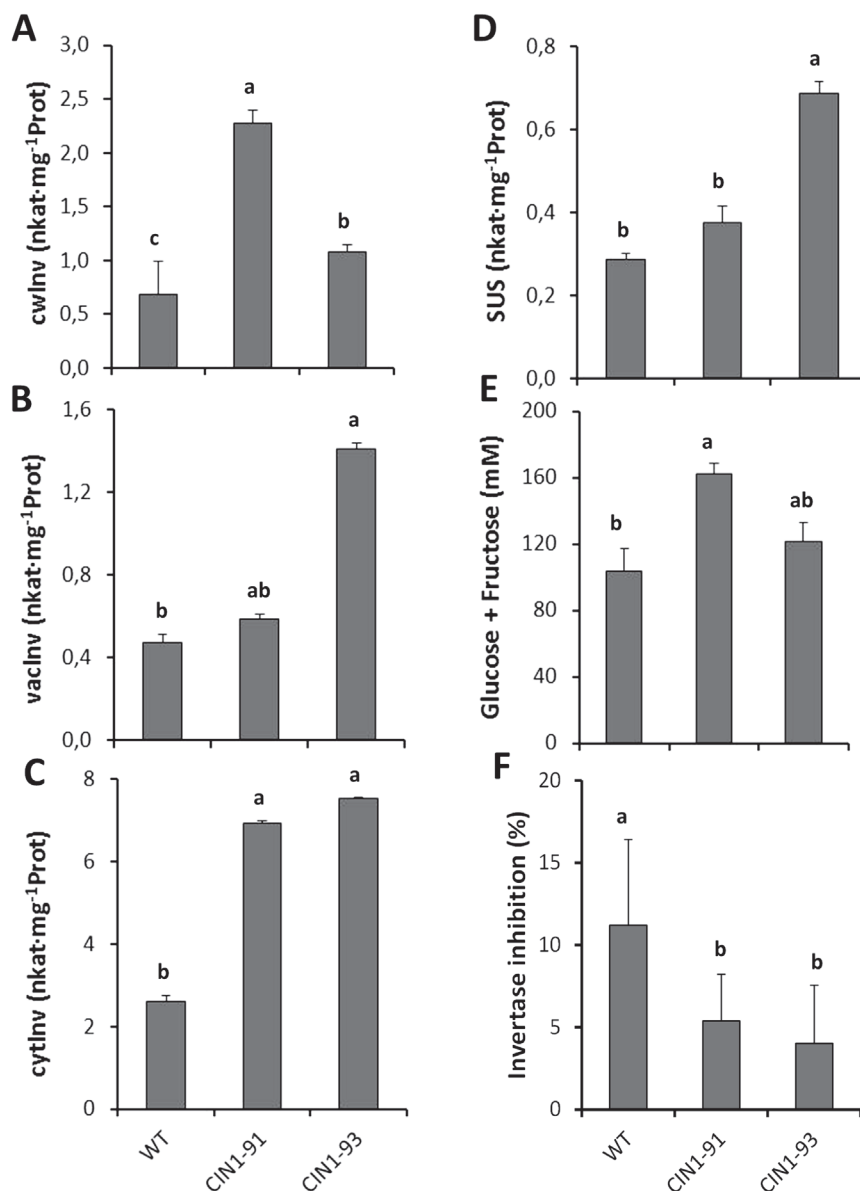 A
cwInv (nkat·mg⁻¹Prot)
3,0
2,5
2,0
1,5
1,0
0,5
0,0
c
a
b
B
vacInv (nkat·mg⁻¹Prot)
1,6
1,2
0,8
0,4
0,0
b
ab
a
C
cytInv (nkat·mg⁻¹Prot)
8
6
4
2
0
b
a
a
WT
CIN1-91
CIN1-93
D
SUS (nkat·mg⁻¹Prot)
0,8
0,6
0,4
0,2
0,0
b
b
a
E
Glucose + Fructose (mM)
200
160
120
80
40
0
b
a
ab
F
Invertase inhibition (%)
20
15
10
5
0
a
b
b
WT
CIN1-91
CIN1-93